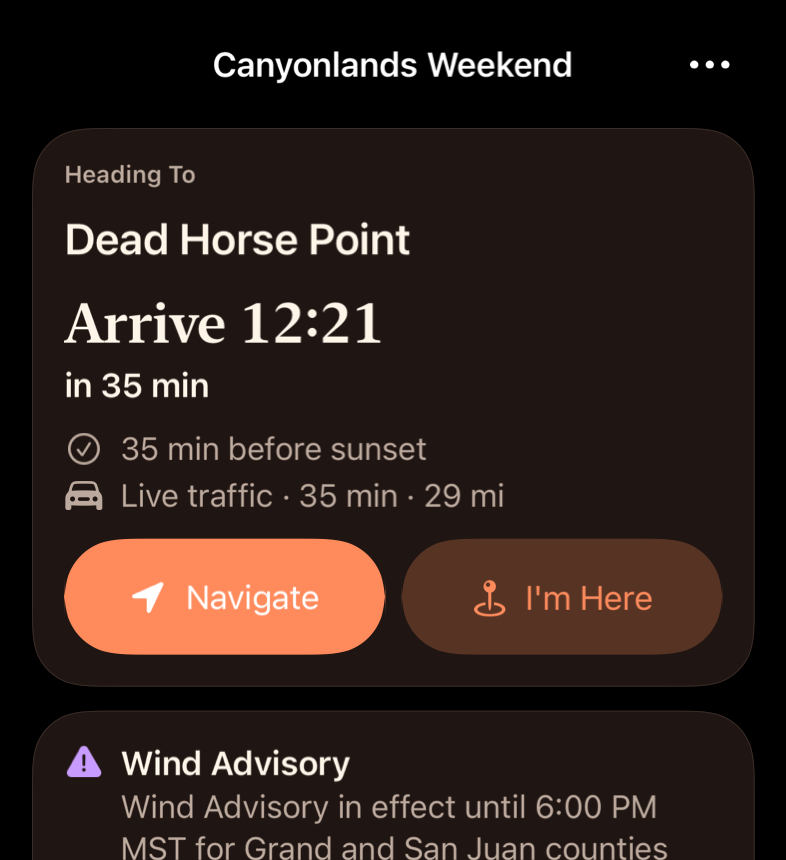 Canyonlands Weekend
Heading To
Dead Horse Point
Arrive 12:21
in 35 min
35 min before sunset
Live traffic · 35 min · 29 mi
Navigate
I'm Here
Wind Advisory
Wind Advisory in effect until 6:00 PM
MST for Grand and San Juan counties